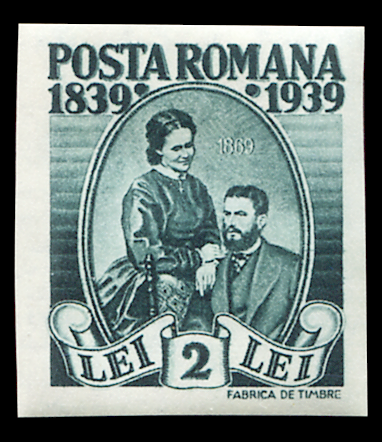 POSTA ROMANA
1839 • • 1939
1869
LEI 2 LEI
FABRICA DE TIMBRE